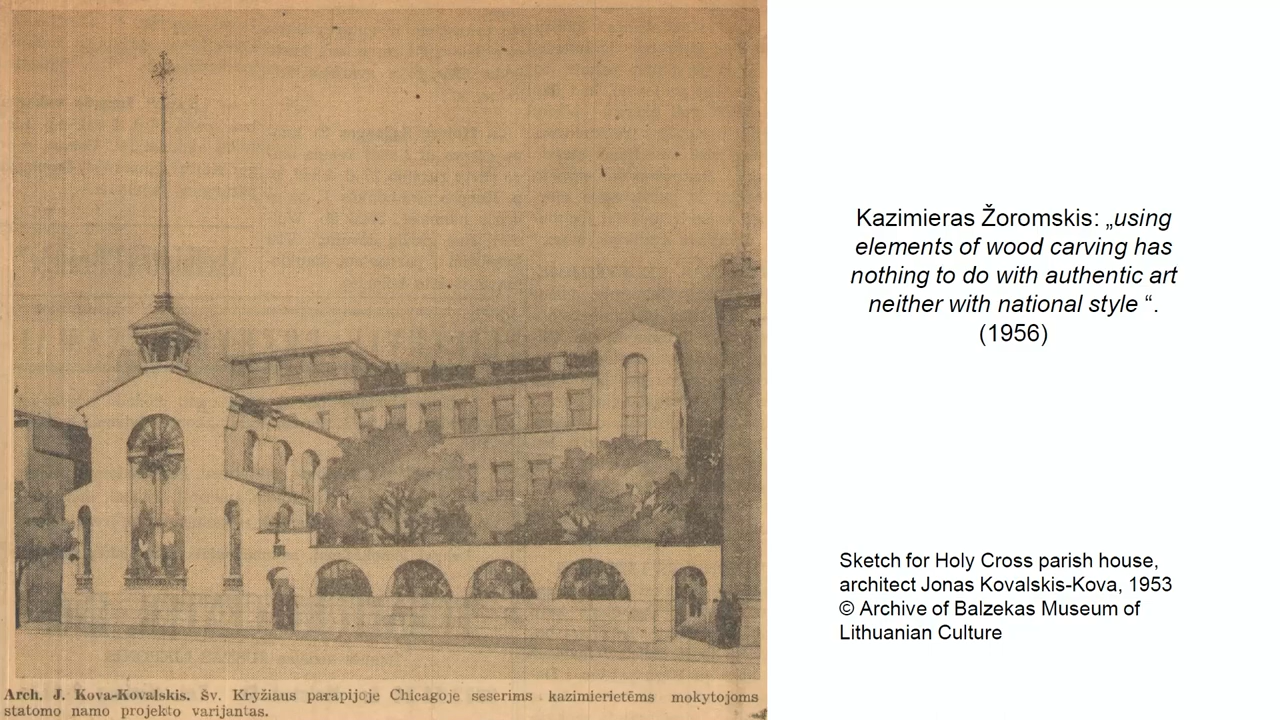 Kazimieras Žoromskis: „using
elements of wood carving has
nothing to do with authentic art
neither with national style “.
(1956)
Sketch for Holy Cross parish house,
architect Jonas Kovalskis-Kova, 1953
© Archive of Balzekas Museum of
Lithuanian Culture
Arch. J. Kova-Kovalskis. Šv. Kryžiaus parapijoje Chicagoje seserims kazimierietėms mokytojoms
statomo namo projekto varijantas.